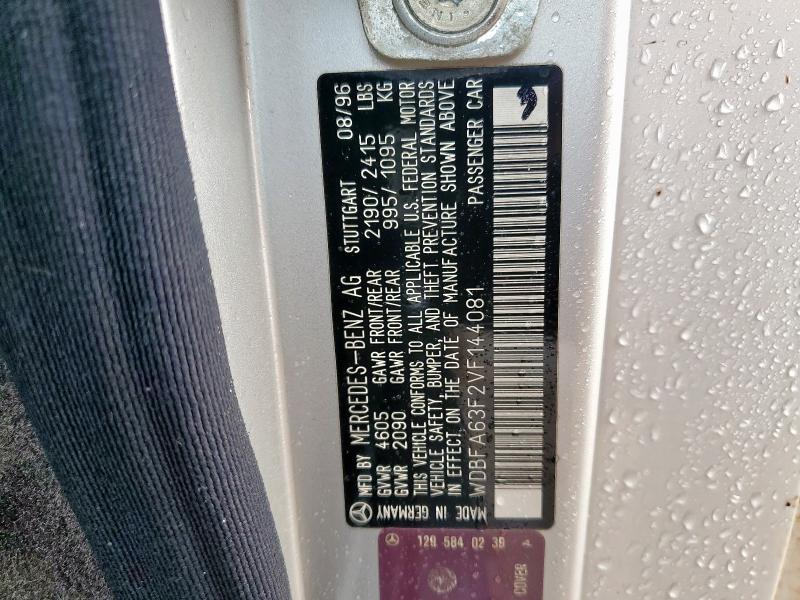 MFD BY MERCEDES-BENZ AG STUTTGART 08/96
GVWR 4605 GAWR FRONT/REAR 2190/2415 LBS
GVWR 2090 GAWR FRONT/REAR 995/1095 KG
THIS VEHICLE CONFORMS TO ALL APPLICABLE U.S. FEDERAL MOTOR
VEHICLE SAFETY, BUMPER, AND THEFT PREVENTION STANDARDS
IN EFFECT ON THE DATE OF MANUFACTURE SHOWN ABOVE
WDBFA63F2VF144081 PASSENGER CAR
MADE IN GERMANY
129 584 02 39
COVER